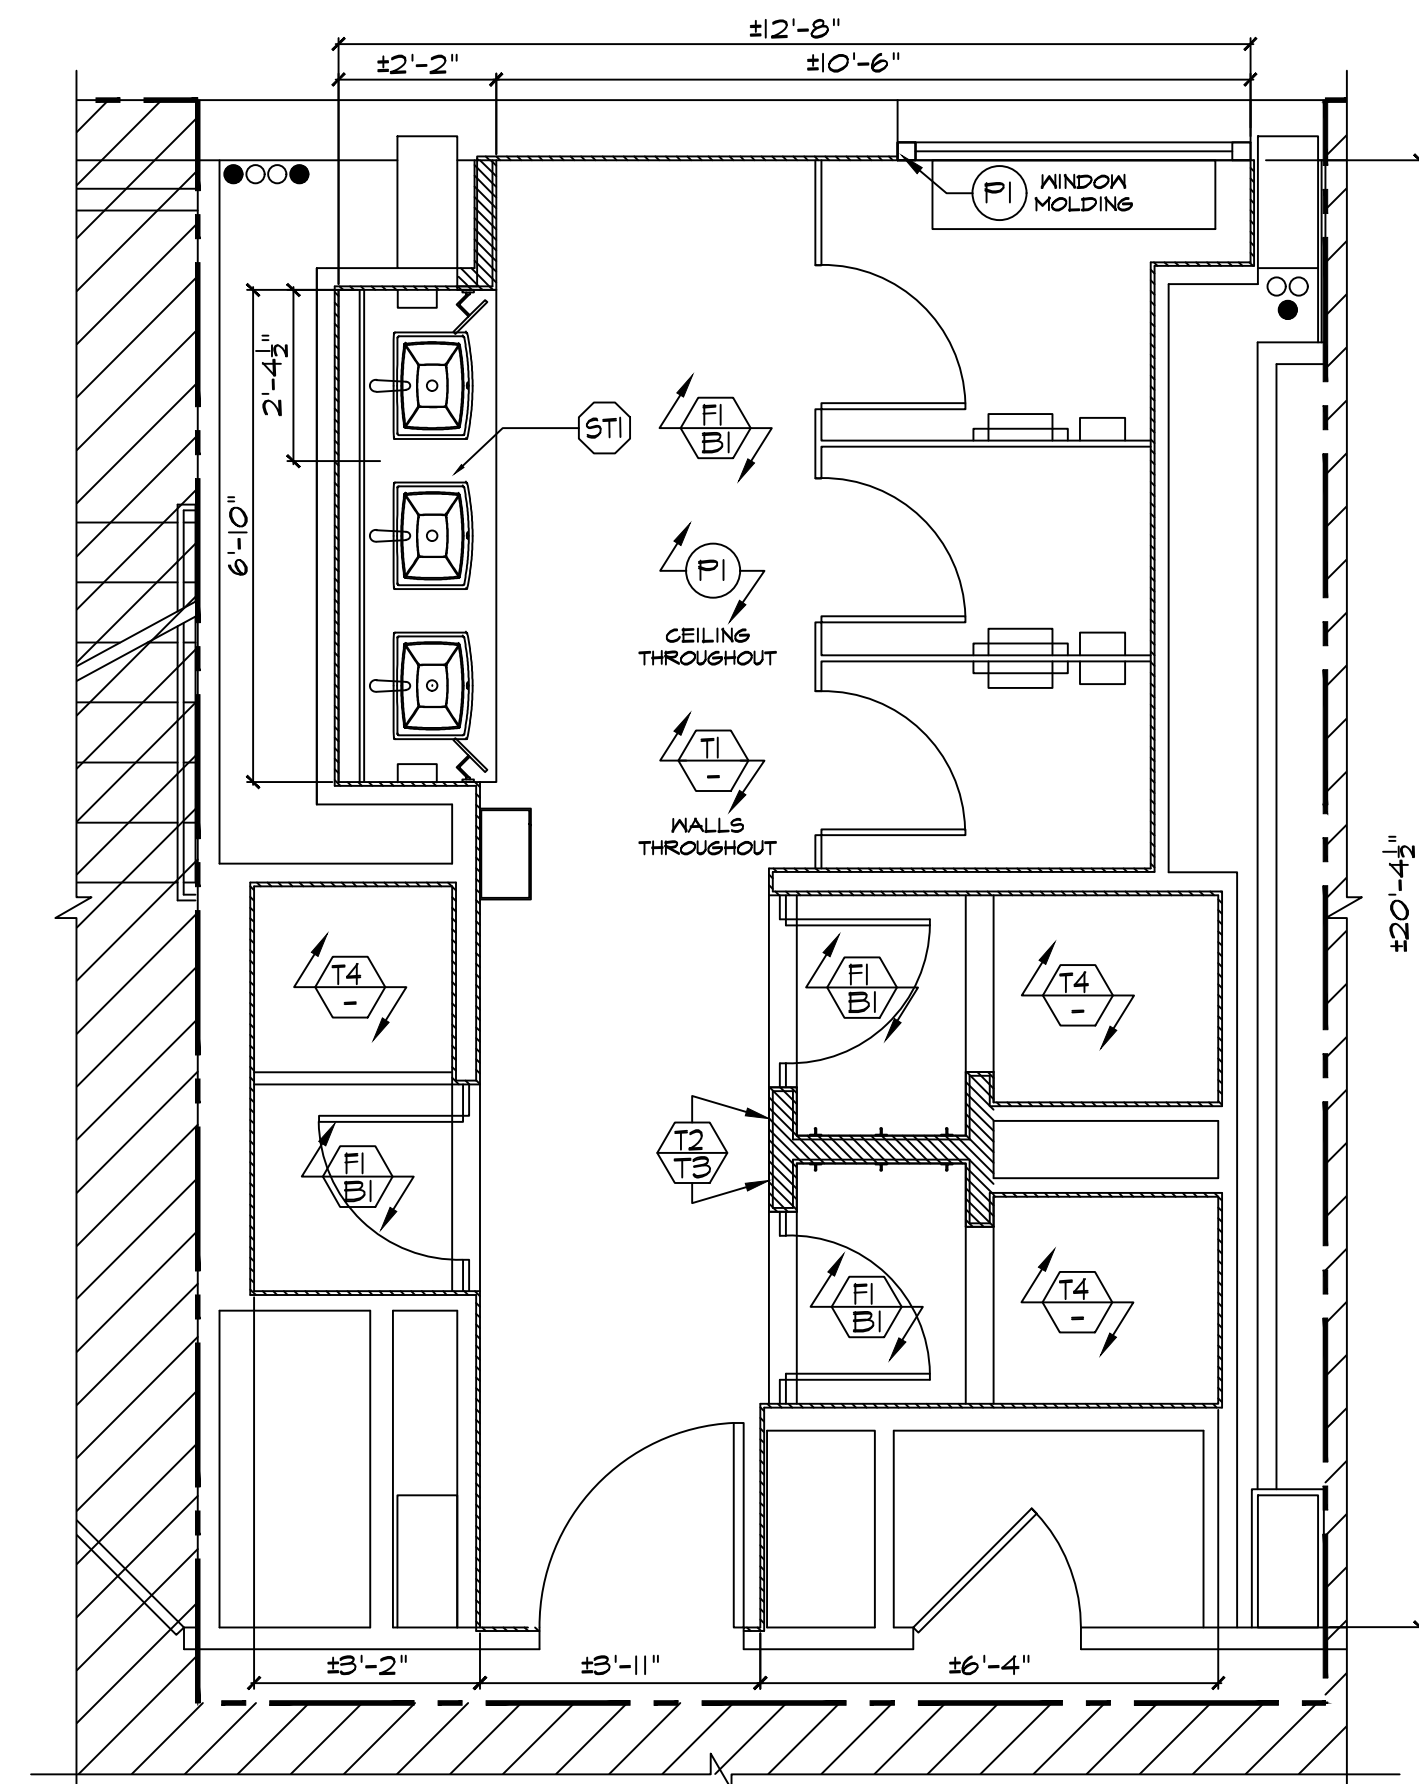 ±12'-8"
±2'-2"
±10'-6"
P1
WINDOW
MOLDING
2'-4½"
ST1
F1
B1
6'-10"
P1
CEILING
THROUGHOUT
T1
-
WALLS
THROUGHOUT
±20'-4½"
T4
-
F1
B1
T4
-
T2
T3
F1
B1
F1
B1
T4
-
±3'-2"
±3'-11"
±6'-4"